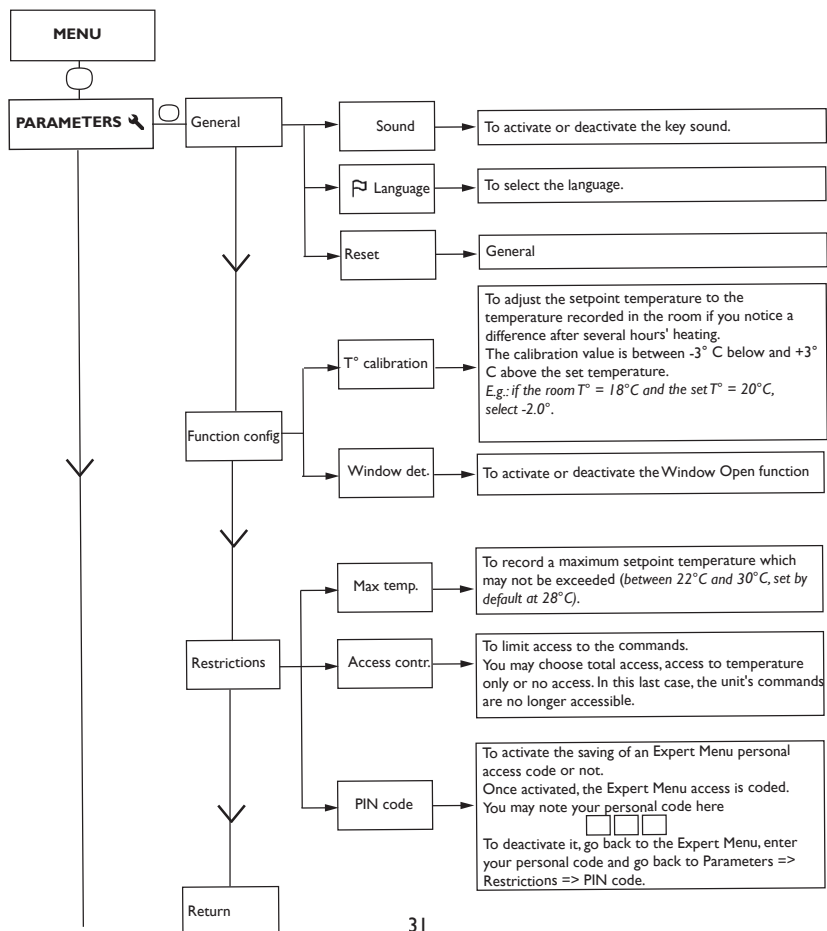 MENU
PARAMETERS
General
Sound
To activate or deactivate the key sound.
Language
To select the language.
Reset
General
Function config
T° calibration
To adjust the setpoint temperature to the
temperature recorded in the room if you notice a
difference after several hours' heating.
The calibration value is between -3° C below and +3°
C above the set temperature.
E.g.: if the room T° = 18°C and the set T° = 20°C,
select -2.0°.
Window det.
To activate or deactivate the Window Open function
Restrictions
Max temp.
To record a maximum setpoint temperature which
may not be exceeded (between 22°C and 30°C, set by
default at 28°C).
Access contr.
To limit access to the commands.
You may choose total access, access to temperature
only or no access. In this last case, the unit's commands
are no longer accessible.
PIN code
To activate the saving of an Expert Menu personal
access code or not.
Once activated, the Expert Menu access is coded.
You may note your personal code here
To deactivate it, go back to the Expert Menu, enter
your personal code and go back to Parameters =>
Restrictions => PIN code.
Return
31